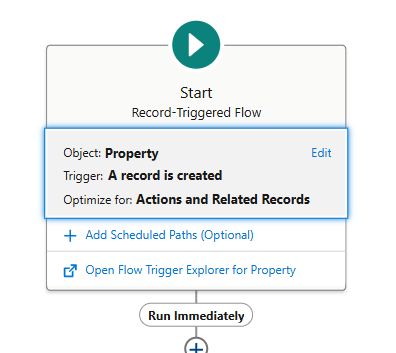 Start
Record-Triggered Flow
Object: Property Edit
Trigger: A record is created
Optimize for: Actions and Related Records
Add Scheduled Paths (Optional)
Open Flow Trigger Explorer for Property
Run Immediately